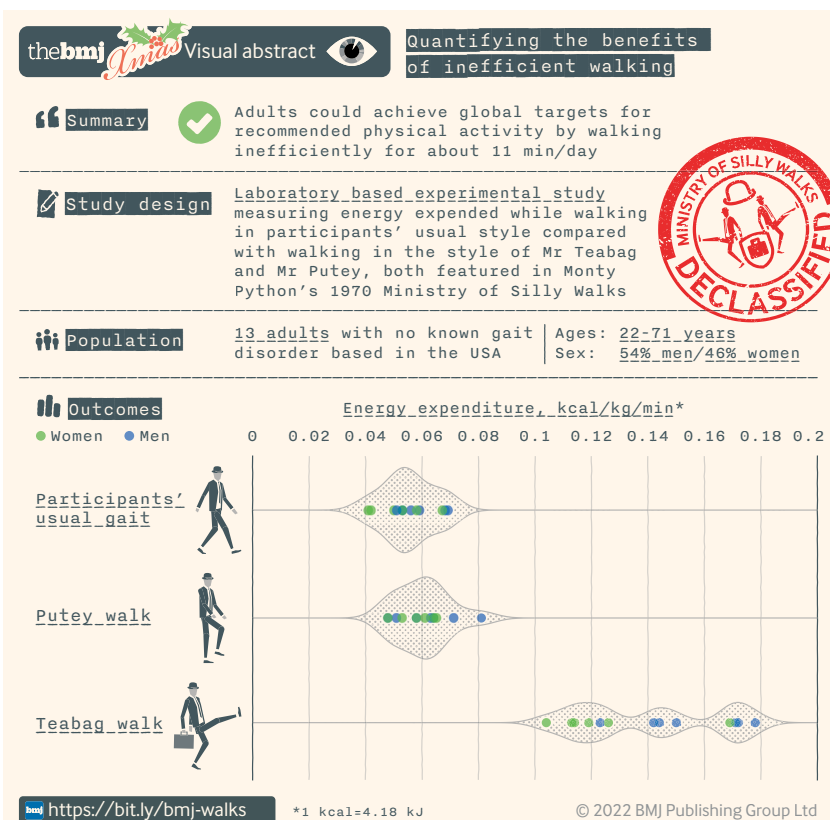 thebmj Xmas Visual abstract
Quantifying the benefits
of inefficient walking
Summary
Adults could achieve global targets for
recommended physical activity by walking
inefficiently for about 11 min/day
MINISTRY OF SILLY WALKS
DECLASSIFIED
Study design
Laboratory based experimental study
measuring energy expended while walking
in participants' usual style compared
with walking in the style of Mr Teabag
and Mr Putey, both featured in Monty
Python's 1970 Ministry of Silly Walks
Population
13 adults with no known gait
disorder based in the USA
Ages: 22-71 years
Sex: 54% men/46% women
Outcomes
Energy expenditure, kcal/kg/min*
Women Men
0 0.02 0.04 0.06 0.08 0.1 0.12 0.14 0.16 0.18 0.2
Participants'
usual gait
Putey walk
Teabag walk
bmj https://bit.ly/bmj-walks
*1 kcal=4.18 kJ
© 2022 BMJ Publishing Group Ltd